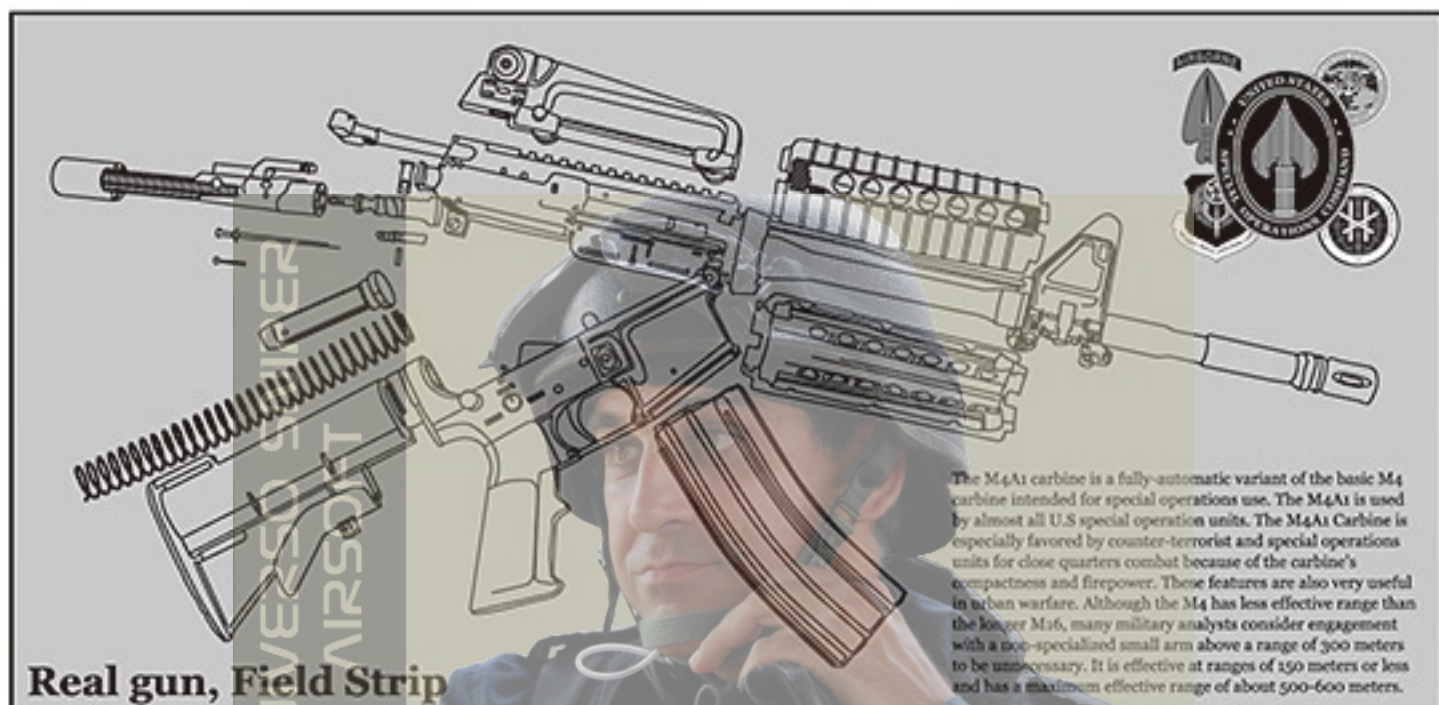 AIRBORNE
UNITED STATES
SPECIAL OPERATIONS COMMAND
The M4A1 carbine is a fully-automatic variant of the basic M4
carbine intended for special operations use. The M4A1 is used
by almost all U.S special operation units. The M4A1 Carbine is
especially favored by counter-terrorist and special operations
units for close quarters combat because of the carbine's
compactness and firepower. These features are also very useful
in urban warfare. Although the M4 has less effective range than
the longer M16, many military analysts consider engagement
with a non-specialized small arm above a range of 300 meters
to be unnecessary. It is effective at ranges of 150 meters or less
and has a maximum effective range of about 500-600 meters.
Real gun, Field Strip
SNIPER
AIRSOFT